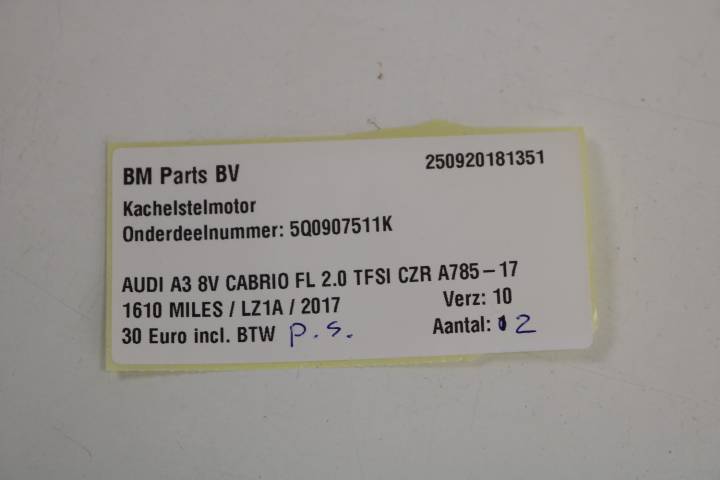 BM Parts BV 250920181351
Kachelstelmotor
Onderdeelnummer: 5Q0907511K
AUDI A3 8V CABRIO FL 2.0 TFSI CZR A785-17
1610 MILES / LZ1A / 2017 Verz: 10
30 Euro incl. BTW p.s. Aantal: 2